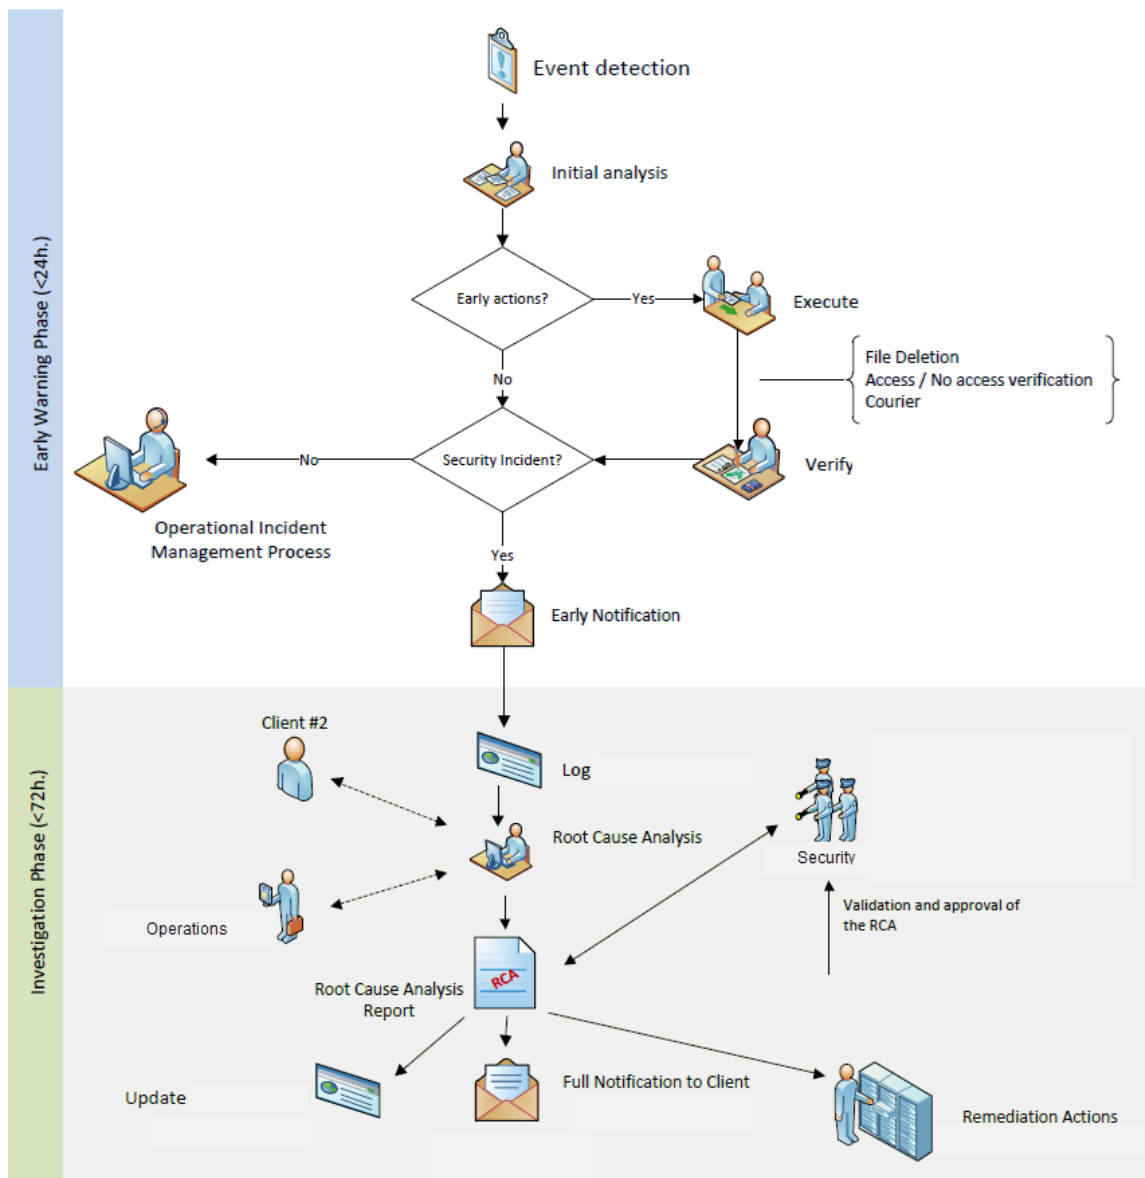 Early Warning Phase (<24h.)
Event detection
Initial analysis
Early actions?
Yes
Execute
File Deletion
Access / No access verification
Courier
No
Security Incident?
Verify
No
Operational Incident
Management Process
Yes
Early Notification
Investigation Phase (<72h.)
Client #2
Log
Root Cause Analysis
Security
Operations
Validation and approval of
the RCA
RCA
Root Cause Analysis
Report
Update
Full Notification to Client
Remediation Actions